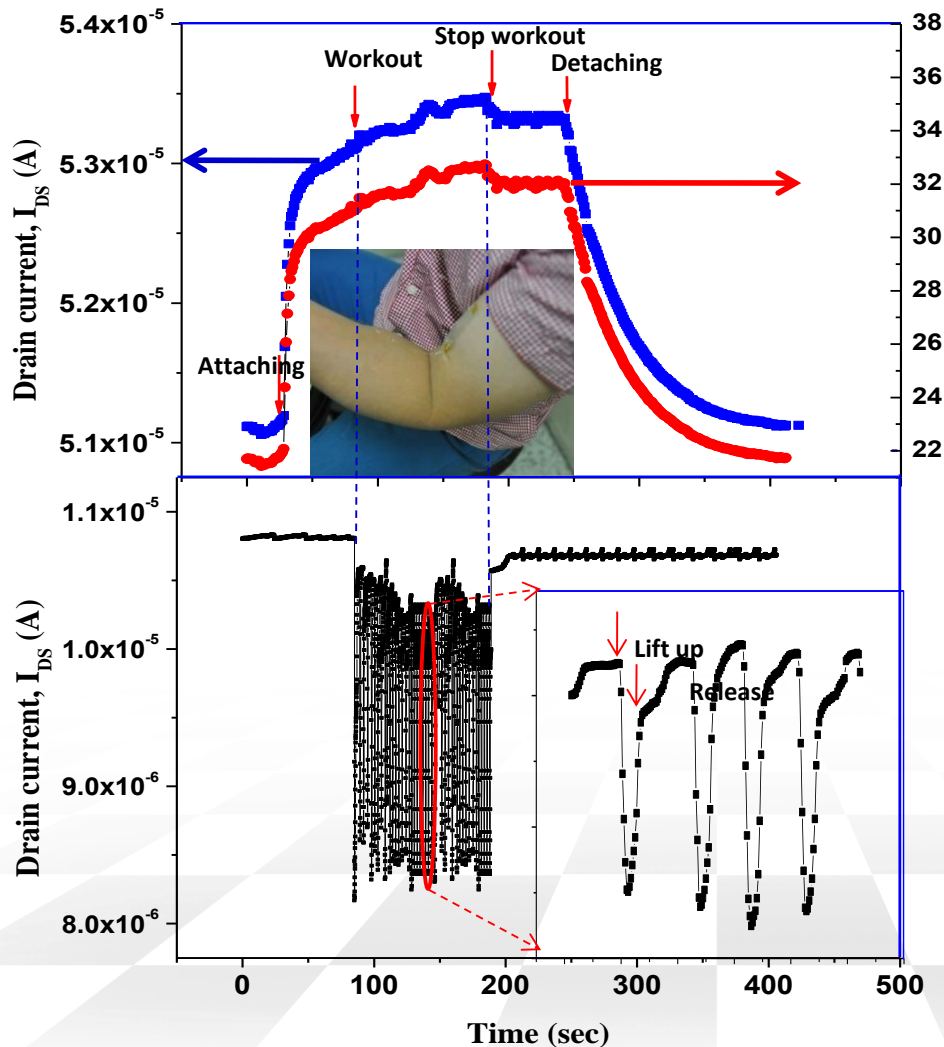 5.4x10⁻⁵
5.3x10⁻⁵
5.2x10⁻⁵
5.1x10⁻⁵
Drain current, I_DS (A)
Attaching
Workout
Stop workout
Detaching
38
36
34
32
30
28
26
24
22
1.1x10⁻⁵
1.0x10⁻⁵
9.0x10⁻⁶
8.0x10⁻⁶
Drain current, I_DS (A)
Lift up
Release
0 100 200 300 400 500
Time (sec)